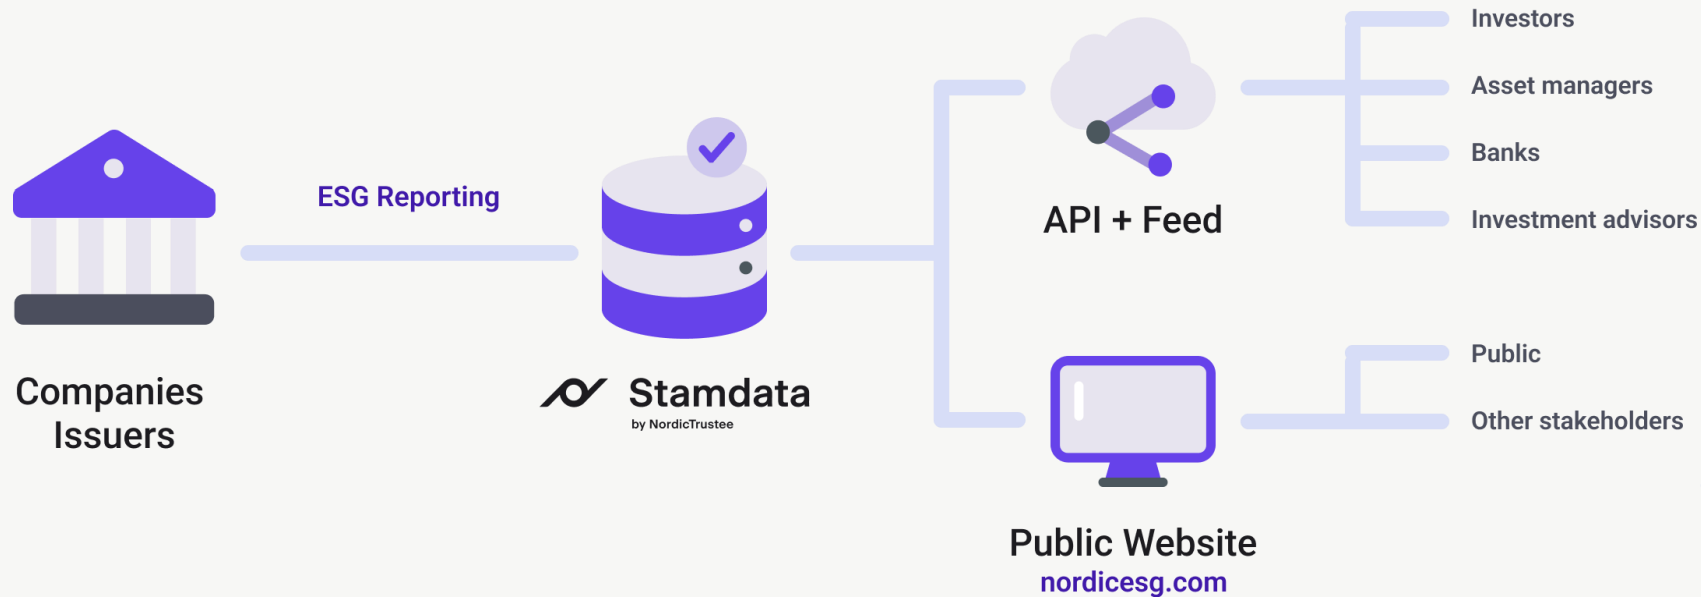 Companies
Issuers
ESG Reporting
Stamdata
by NordicTrustee
API + Feed
Investors
Asset managers
Banks
Investment advisors
Public Website
nordicesg.com
Public
Other stakeholders